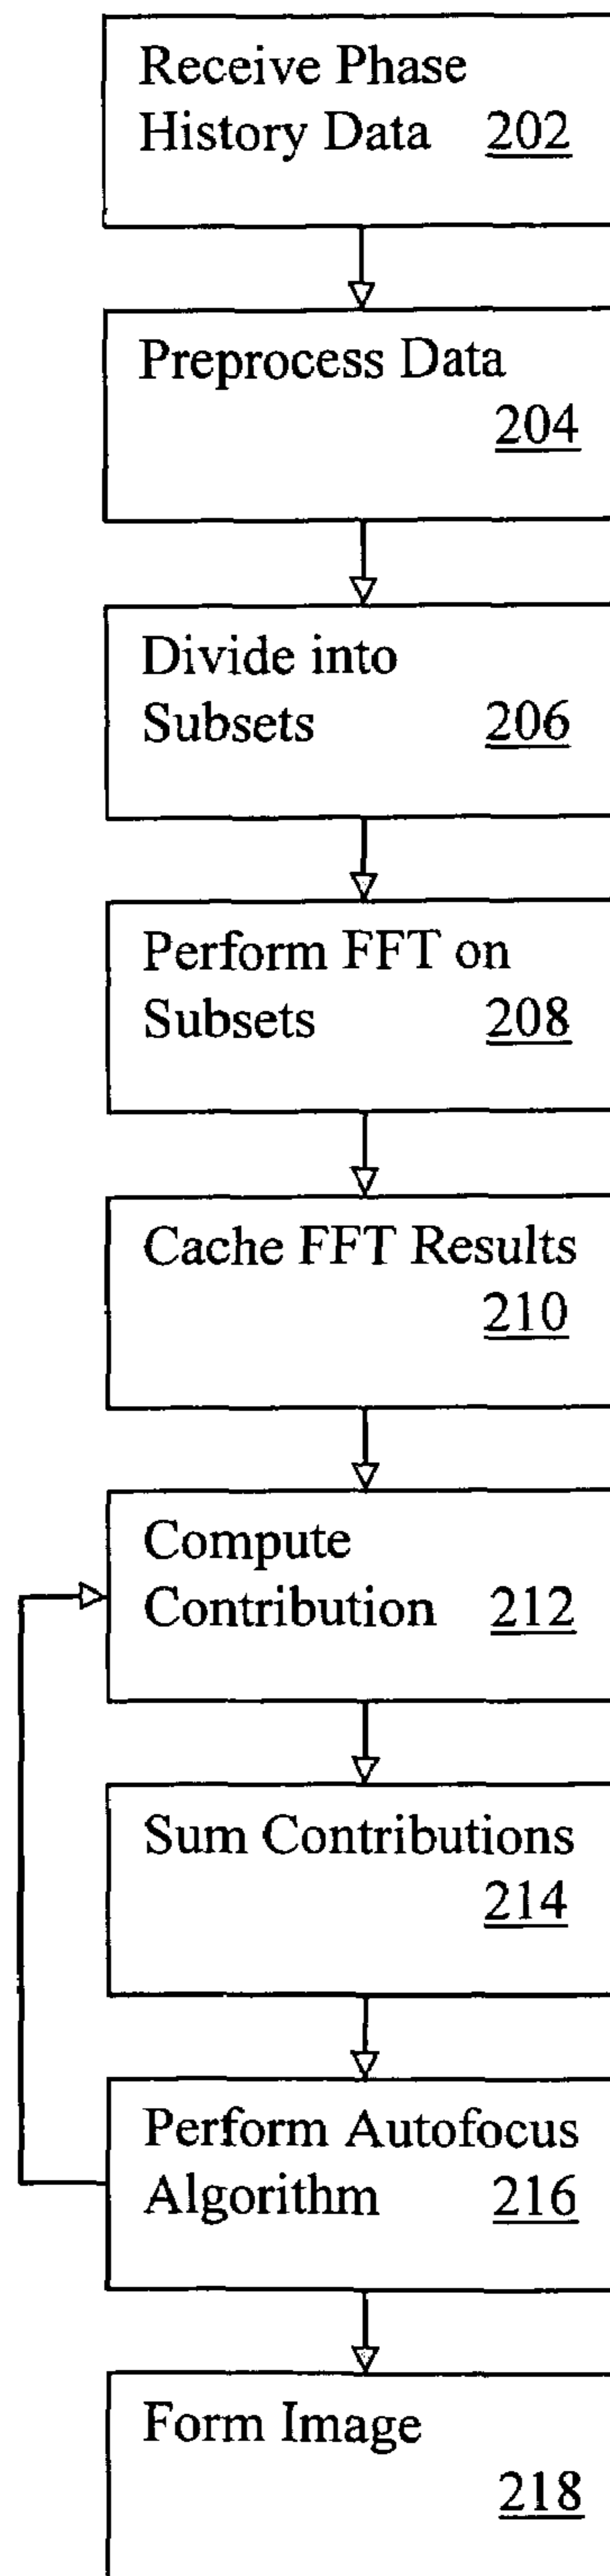 Receive Phase
History Data 202
Preprocess Data
204
Divide into
Subsets 206
Perform FFT on
Subsets 208
Cache FFT Results
210
Compute
Contribution 212
Sum Contributions
214
Perform Autofocus
Algorithm 216
Form Image
218